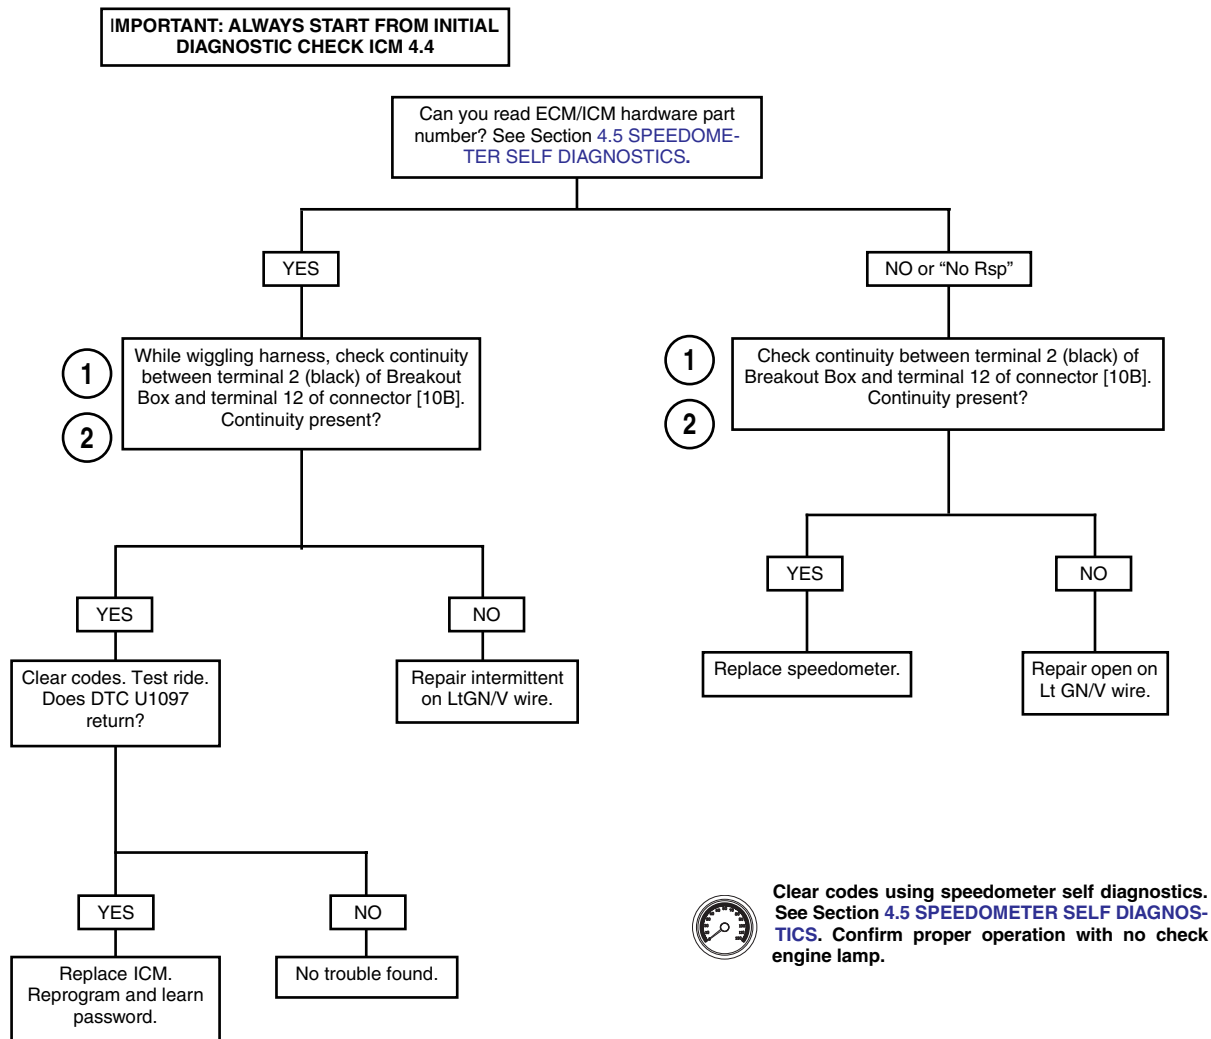 IMPORTANT: ALWAYS START FROM INITIAL
DIAGNOSTIC CHECK ICM 4.4
Can you read ECM/ICM hardware part
number? See Section 4.5 SPEEDOME-
TER SELF DIAGNOSTICS.
YES
NO or “No Rsp”
1
2
While wiggling harness, check continuity
between terminal 2 (black) of Breakout
Box and terminal 12 of connector [10B].
Continuity present?
1
2
Check continuity between terminal 2 (black) of
Breakout Box and terminal 12 of connector [10B].
Continuity present?
YES
NO
YES
NO
Clear codes. Test ride.
Does DTC U1097
return?
Repair intermittent
on LtGN/V wire.
Replace speedometer.
Repair open on
Lt GN/V wire.
YES
NO
Replace ICM.
Reprogram and learn
password.
No trouble found.
Clear codes using speedometer self diagnostics.
See Section 4.5 SPEEDOMETER SELF DIAGNOS-
TICS. Confirm proper operation with no check
engine lamp.